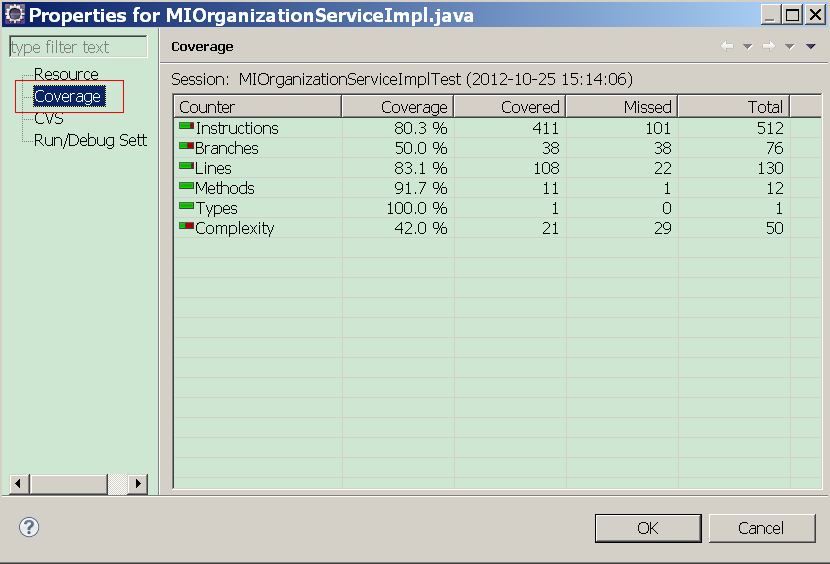 Properties for MIOrganizationServiceImpl.java
type filter text
Resource
Coverage
CVS
Run/Debug Sett
Coverage
Session: MIOrganizationServiceImplTest (2012-10-25 15:14:06)
Counter Coverage Covered Missed Total
Instructions 80.3 % 411 101 512
Branches 50.0 % 38 38 76
Lines 83.1 % 108 22 130
Methods 91.7 % 11 1 12
Types 100.0 % 1 0 1
Complexity 42.0 % 21 29 50
?
OK Cancel